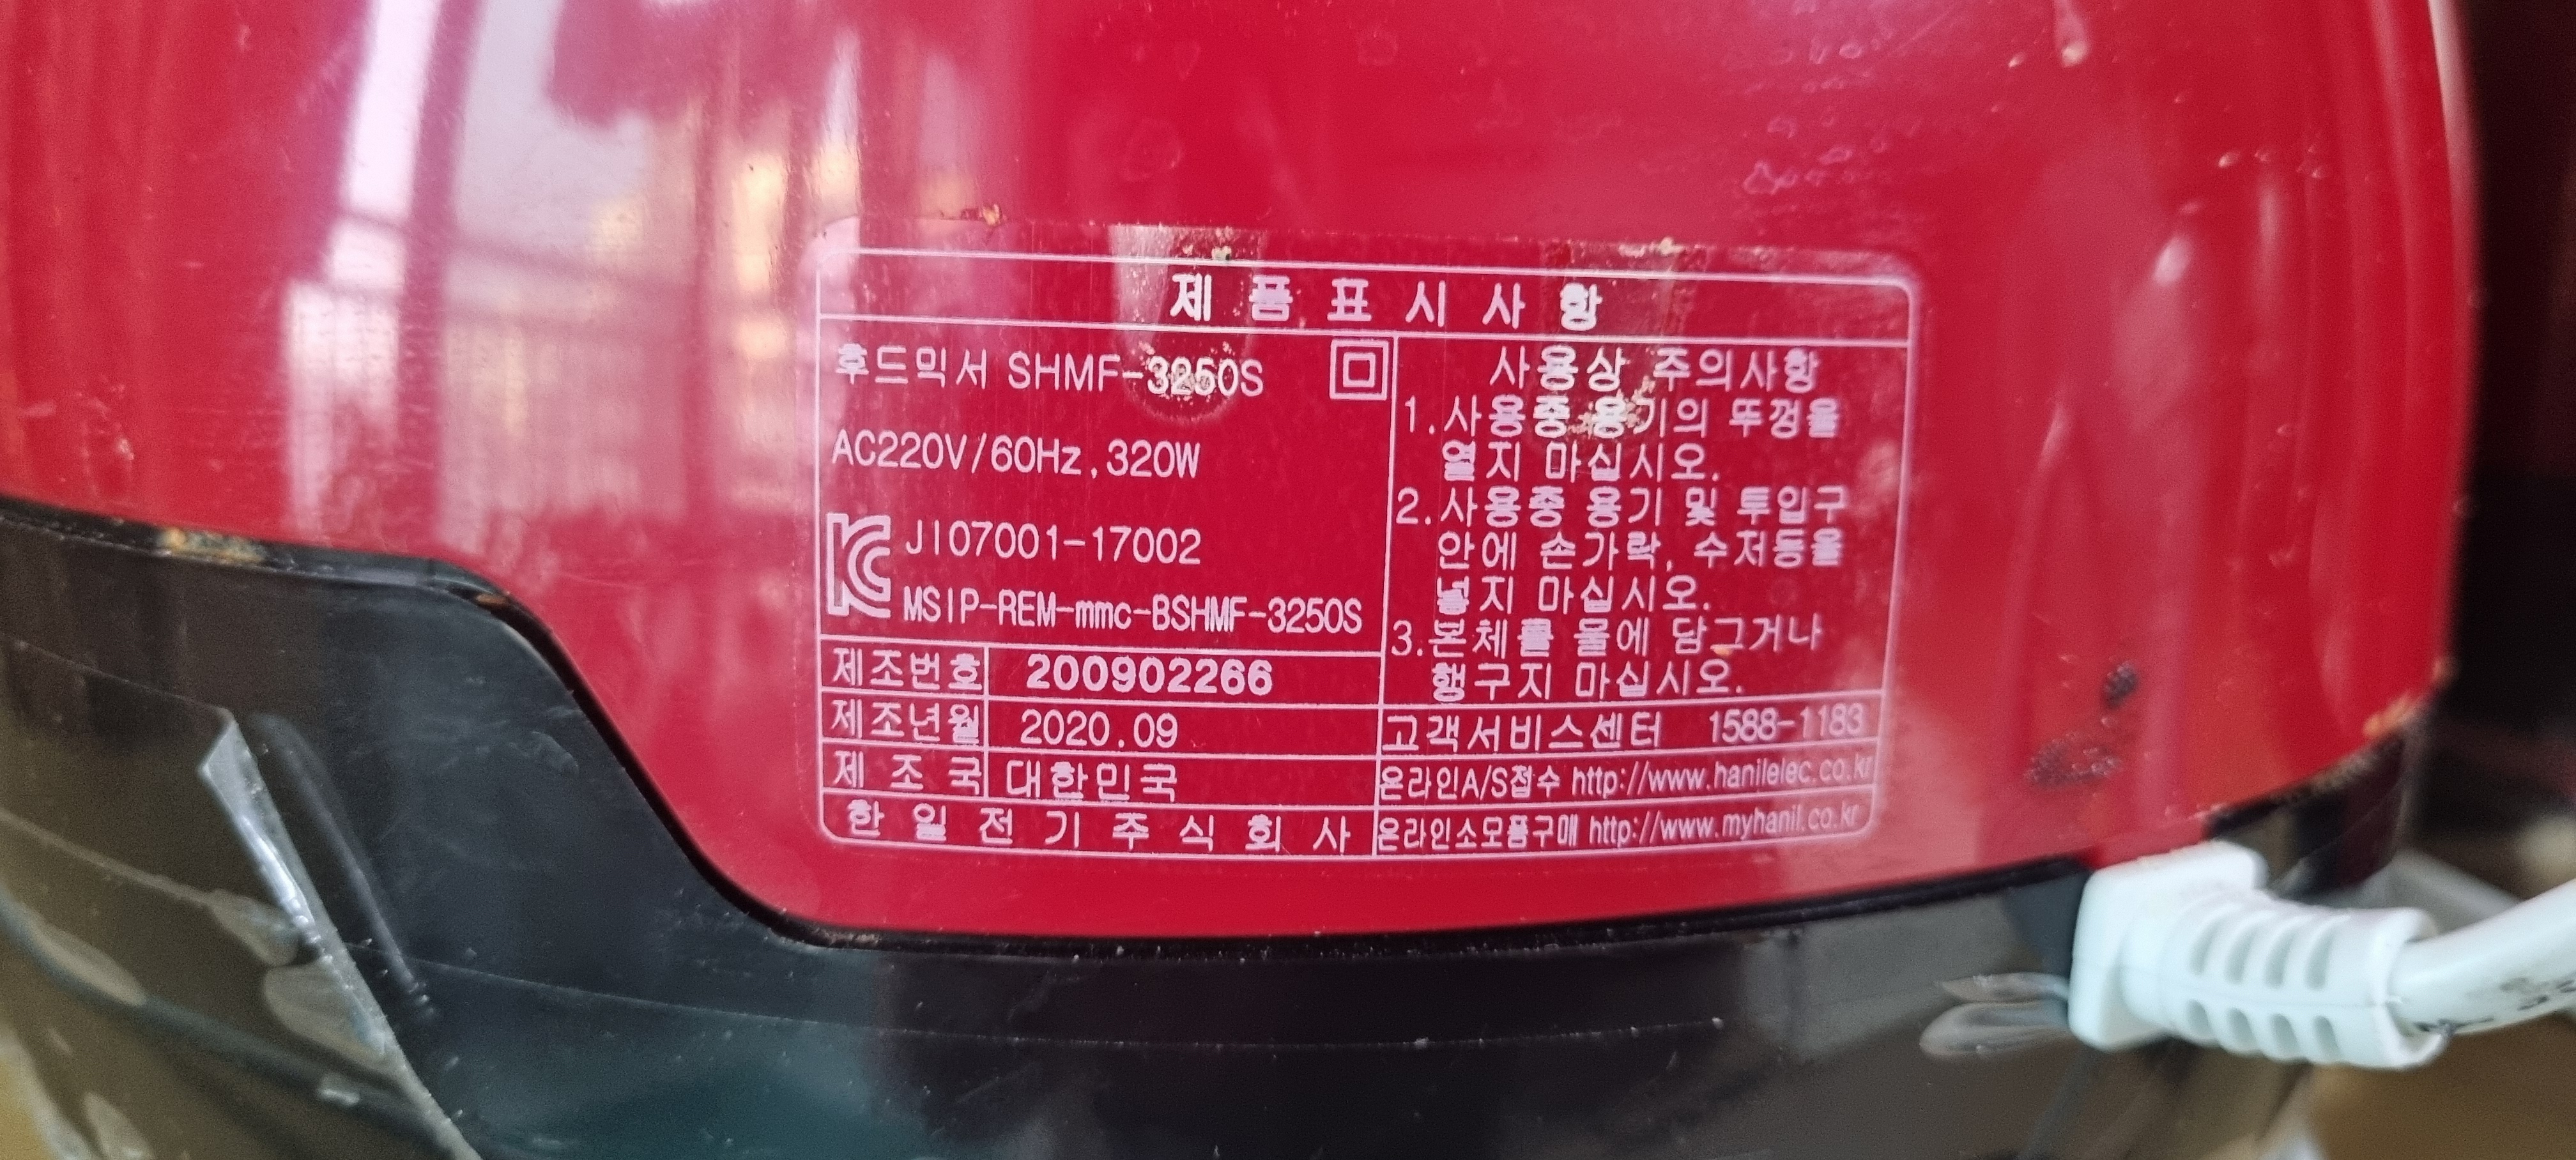 제품표시사항
후드믹서 SHMF-3250S
AC220V/60Hz,320W
JI07001-17002
MSIP-REM-mmc-BSHMF-3250S
제조번호 200902266
제조년월 2020.09
제조국 대한민국
한일전기주식회사
사용상 주의사항
1.사용중 용기의 뚜껑을
열지 마십시오.
2.사용중 용기 및 투입구
안에 손가락, 수저등을
넣지 마십시오.
3.본체를 물에 담그거나
행구지 마십시오.
고객서비스센터 1588-1183
온라인A/S접수 http://www.hanilelec.co.kr
온라인소모품구매 http://www.myhanil.co.kr